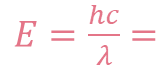 E = hc/λ =